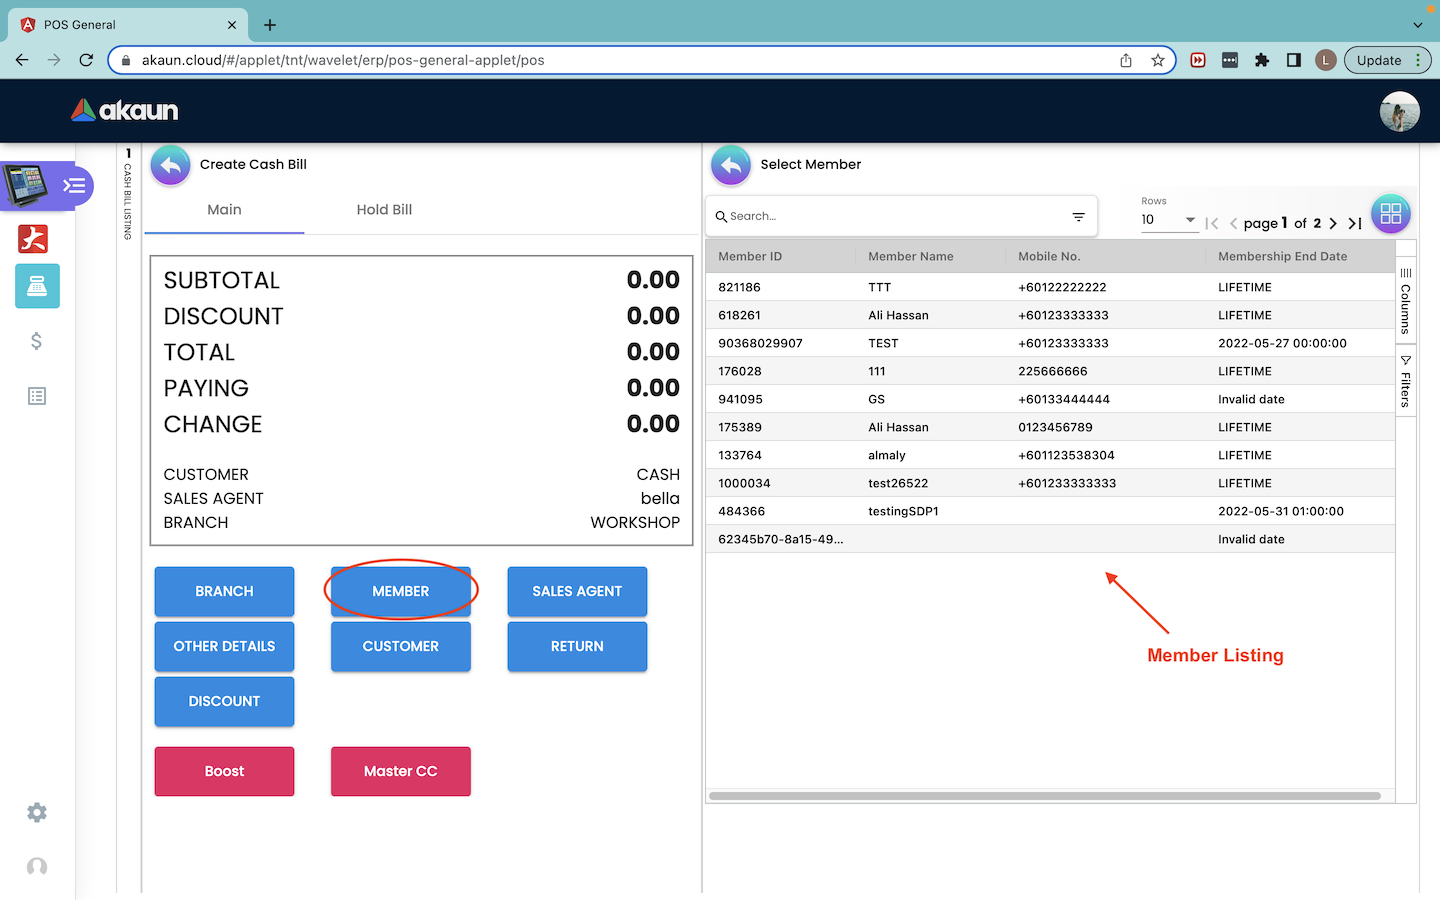 POS General
akaun.cloud/#/applet/tnt/wavelet/erp/pos-general-applet/pos
L
Update
akaun
1 CASH BILL LISTING
Create Cash Bill
Main
Hold Bill
SUBTOTAL 0.00
DISCOUNT 0.00
TOTAL 0.00
PAYING 0.00
CHANGE 0.00
CUSTOMER CASH
SALES AGENT bella
BRANCH WORKSHOP
BRANCH MEMBER SALES AGENT
OTHER DETAILS CUSTOMER RETURN
DISCOUNT
Boost Master CC
Select Member
Search...
Rows
10
page 1 of 2
Member ID Member Name Mobile No. Membership End Date
821186 TTT +60122222222 LIFETIME
618261 Ali Hassan +60123333333 LIFETIME
90368029907 TEST +60123333333 2022-05-27 00:00:00
176028 111 225666666 LIFETIME
941095 GS +60133444444 Invalid date
175389 Ali Hassan 0123456789 LIFETIME
133764 almaly +601123538304 LIFETIME
1000034 test26522 +601233333333 LIFETIME
484366 testingSDP1 2022-05-31 01:00:00
62345b70-8a15-49... Invalid date
Columns
Filters
Member Listing